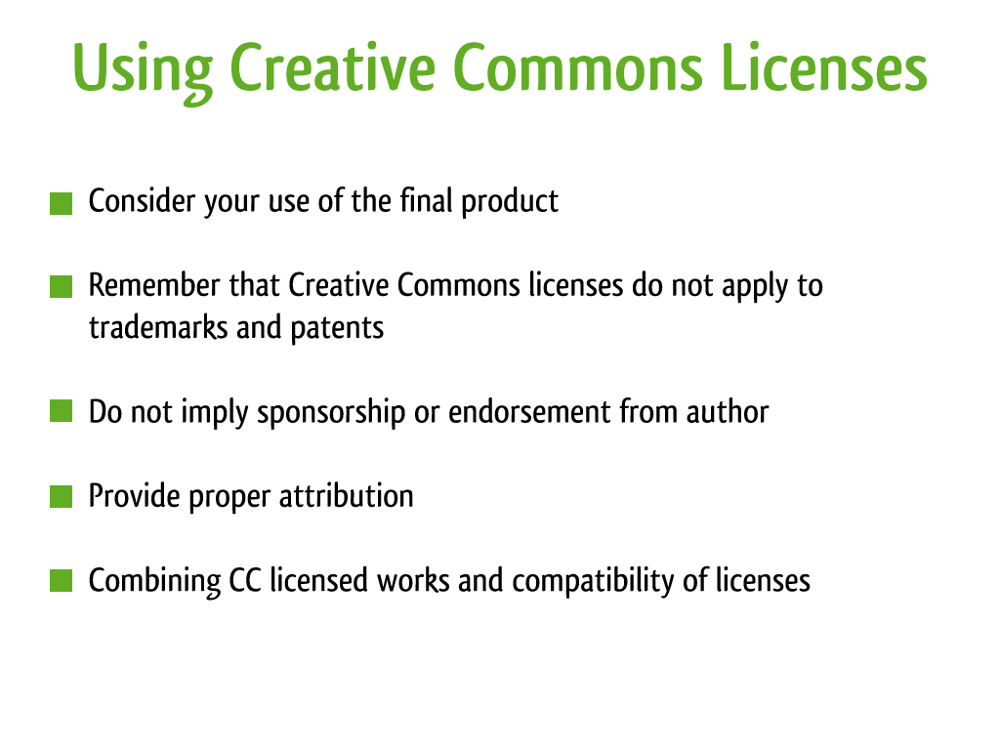 Using Creative Commons Licenses
Consider your use of the final product
Remember that Creative Commons licenses do not apply to
trademarks and patents
Do not imply sponsorship or endorsement from author
Provide proper attribution
Combining CC licensed works and compatibility of licenses